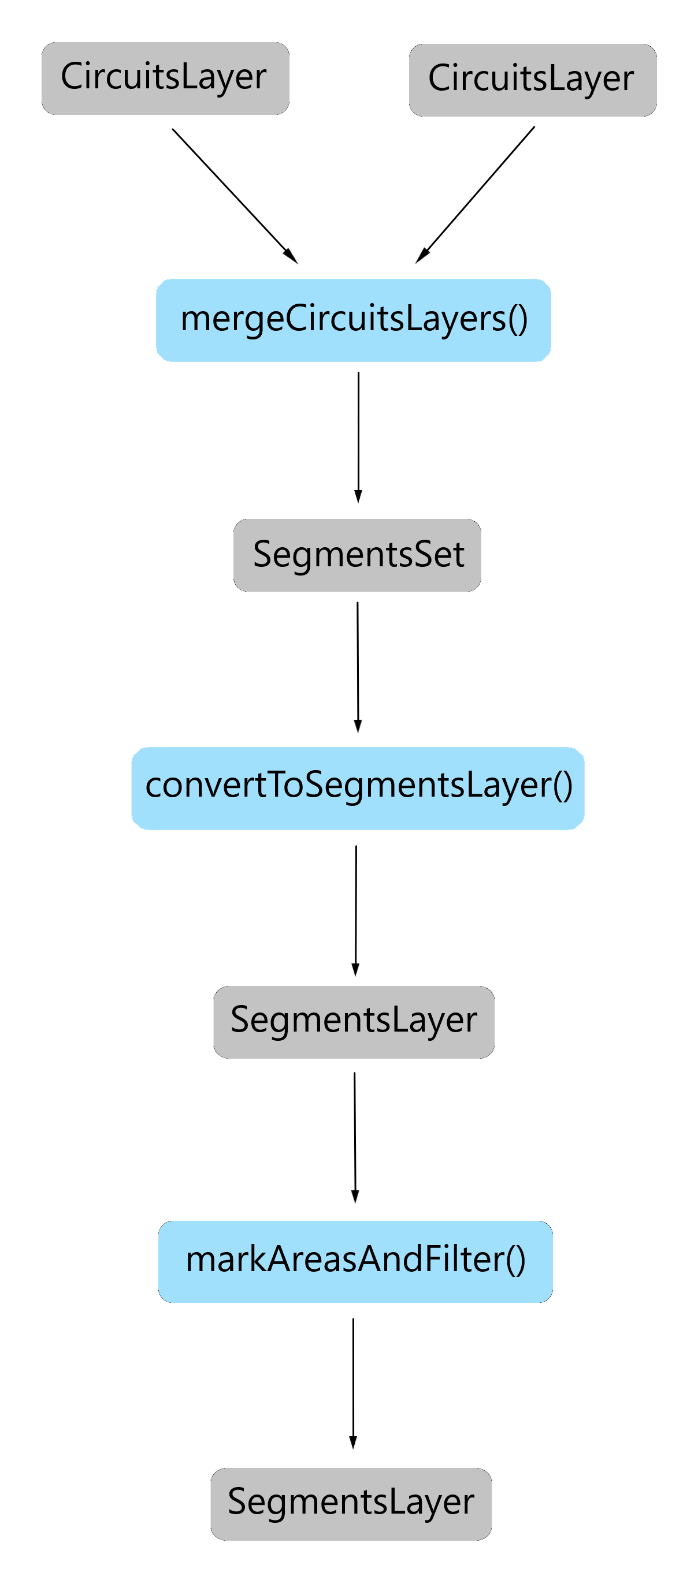 CircuitsLayer
CircuitsLayer
mergeCircuitsLayers()
SegmentsSet
convertToSegmentsLayer()
SegmentsLayer
markAreasAndFilter()
SegmentsLayer